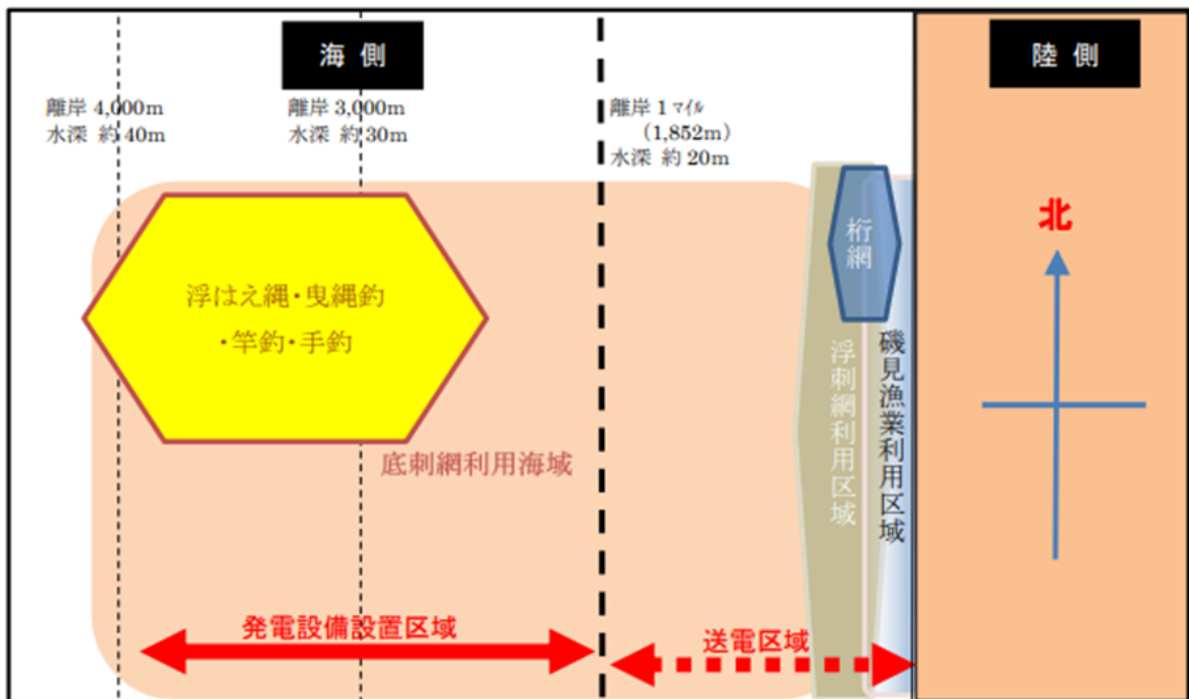 海 側
陸 側
離岸 4,000m
水深 約 40m
離岸 3,000m
水深 約 30m
離岸 1 マイル
(1,852m)
水深 約 20m
北
桁網
浮はえ縄・曳縄釣
・竿釣・手釣
浮刺網利用区域
磯見漁業利用区域
底刺網利用海域
発電設備設置区域
送電区域